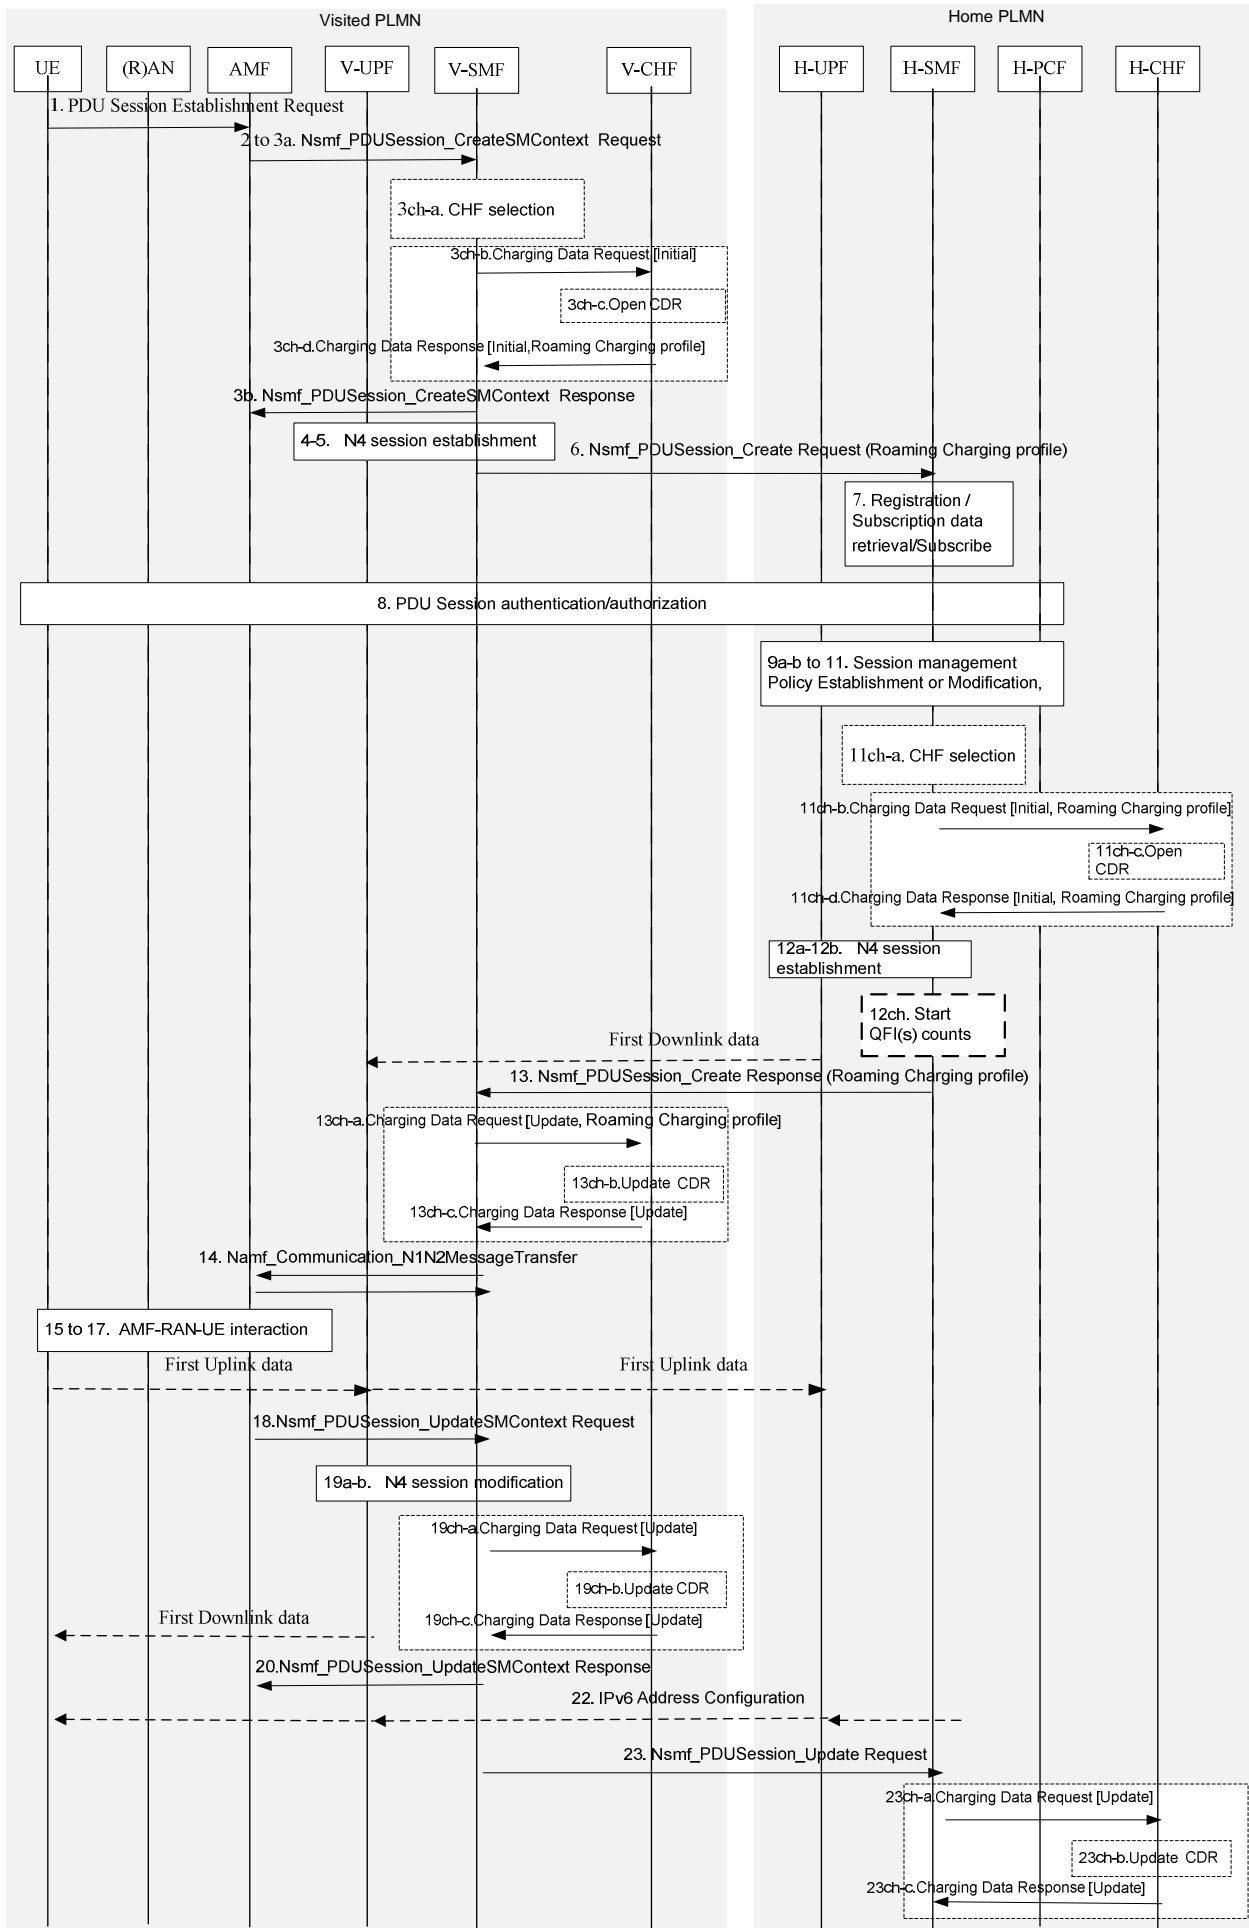 Visited PLMN
Home PLMN
UE
(R)AN
AMF
V-UPF
V-SMF
V-CHF
H-UPF
H-SMF
H-PCF
H-CHF
1. PDU Session Establishment Request
2 to 3a. Nsmf_PDUSession_CreateSMContext Request
3ch-a. CHF selection
3ch-b.Charging Data Request [Initial]
3ch-c.Open CDR
3ch-d.Charging Data Response [Initial,Roaming Charging profile]
3b. Nsmf_PDUSession_CreateSMContext Response
4-5. N4 session establishment
6. Nsmf_PDUSession_Create Request (Roaming Charging profile)
7. Registration /
Subscription data
retrieval/Subscribe
8. PDU Session authentication/authorization
9a-b to 11. Session management
Policy Establishment or Modification,
11ch-a. CHF selection
11ch-b.Charging Data Request [Initial, Roaming Charging profile]
11ch-c.Open
CDR
11ch-d.Charging Data Response [Initial, Roaming Charging profile]
12a-12b. N4 session
establishment
12ch. Start
QFI(s) counts
First Downlink data
13. Nsmf_PDUSession_Create Response (Roaming Charging profile)
13ch-a.Charging Data Request [Update, Roaming Charging profile]
13ch-b.Update CDR
13ch-c.Charging Data Response [Update]
14. Namf_Communication_N1N2MessageTransfer
15 to 17. AMF-RAN-UE interaction
First Uplink data
First Uplink data
18.Nsmf_PDUSession_UpdateSMContext Request
19a-b. N4 session modification
19ch-a.Charging Data Request [Update]
19ch-b.Update CDR
First Downlink data
19ch-c.Charging Data Response [Update]
20.Nsmf_PDUSession_UpdateSMContext Response
22. IPv6 Address Configuration
23. Nsmf_PDUSession_Update Request
23ch-a.Charging Data Request [Update]
23ch-b.Update CDR
23ch-c.Charging Data Response [Update]